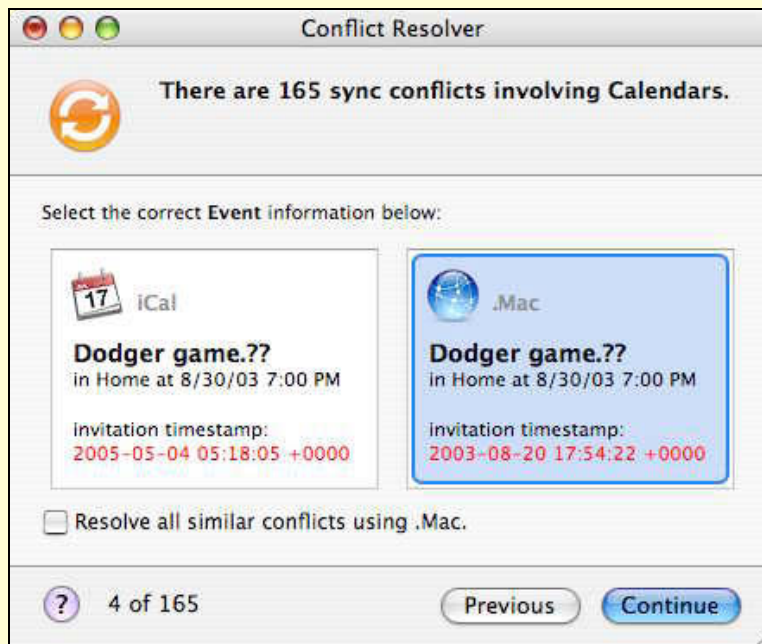 Conflict Resolver
There are 165 sync conflicts involving Calendars.
Select the correct Event information below:
17
iCal
Dodger game.??
in Home at 8/30/03 7:00 PM
invitation timestamp:
2005-05-04 05:18:05 +0000
.Mac
Dodger game.??
in Home at 8/30/03 7:00 PM
invitation timestamp:
2003-08-20 17:54:22 +0000
Resolve all similar conflicts using .Mac.
? 4 of 165
Previous
Continue